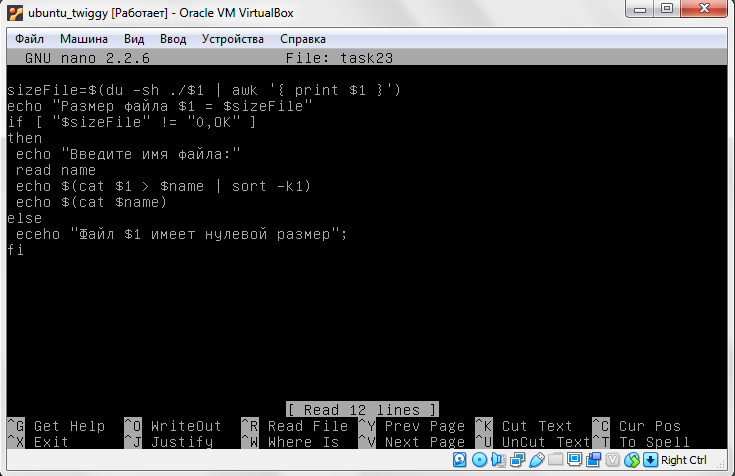 ubuntu_twiggy [Работает] - Oracle VM VirtualBox
Файл Машина Вид Ввод Устройства Справка
GNU nano 2.2.6 File: task23
sizeFile=$(du -sh ./$1 | awk '{ print $1 }')
echo "Размер файла $1 = $sizeFile"
if [ "$sizeFile" != "0,0K" ]
then
echo "Введите имя файла:"
read name
echo $(cat $1 > $name | sort -k1)
echo $(cat $name)
else
eceho "Файл $1 имеет нулевой размер";
fi
[ Read 12 lines ]
^G Get Help ^O WriteOut ^R Read File ^Y Prev Page ^K Cut Text ^C Cur Pos
^X Exit ^J Justify ^W Where Is ^V Next Page ^U UnCut Text ^T To Spell
Right Ctrl